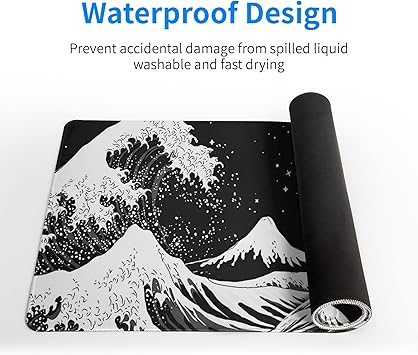 Waterproof Design
Prevent accidental damage from spilled liquid
washable and fast drying